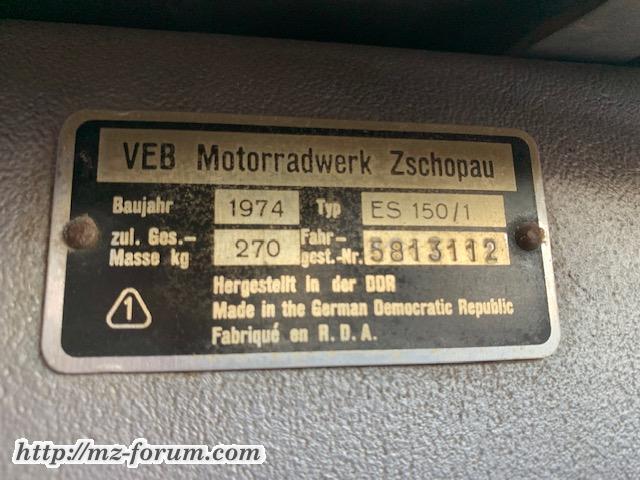 VEB Motorradwerk Zschopau
Baujahr 1974 Typ ES 150/1
zul. Ges.- Masse kg 270 Fahr- gest.-Nr. 5813112
Hergestellt in der DDR
1 Made in the German Democratic Republic
Fabriqué en R.D.A.
http://mz-forum.com